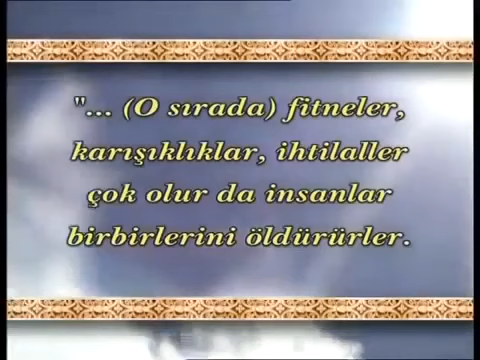 "... (O sırada) fitneler,
karışıklıklar, ihtilaller
çok olur da insanlar
birbirlerini öldürürler.